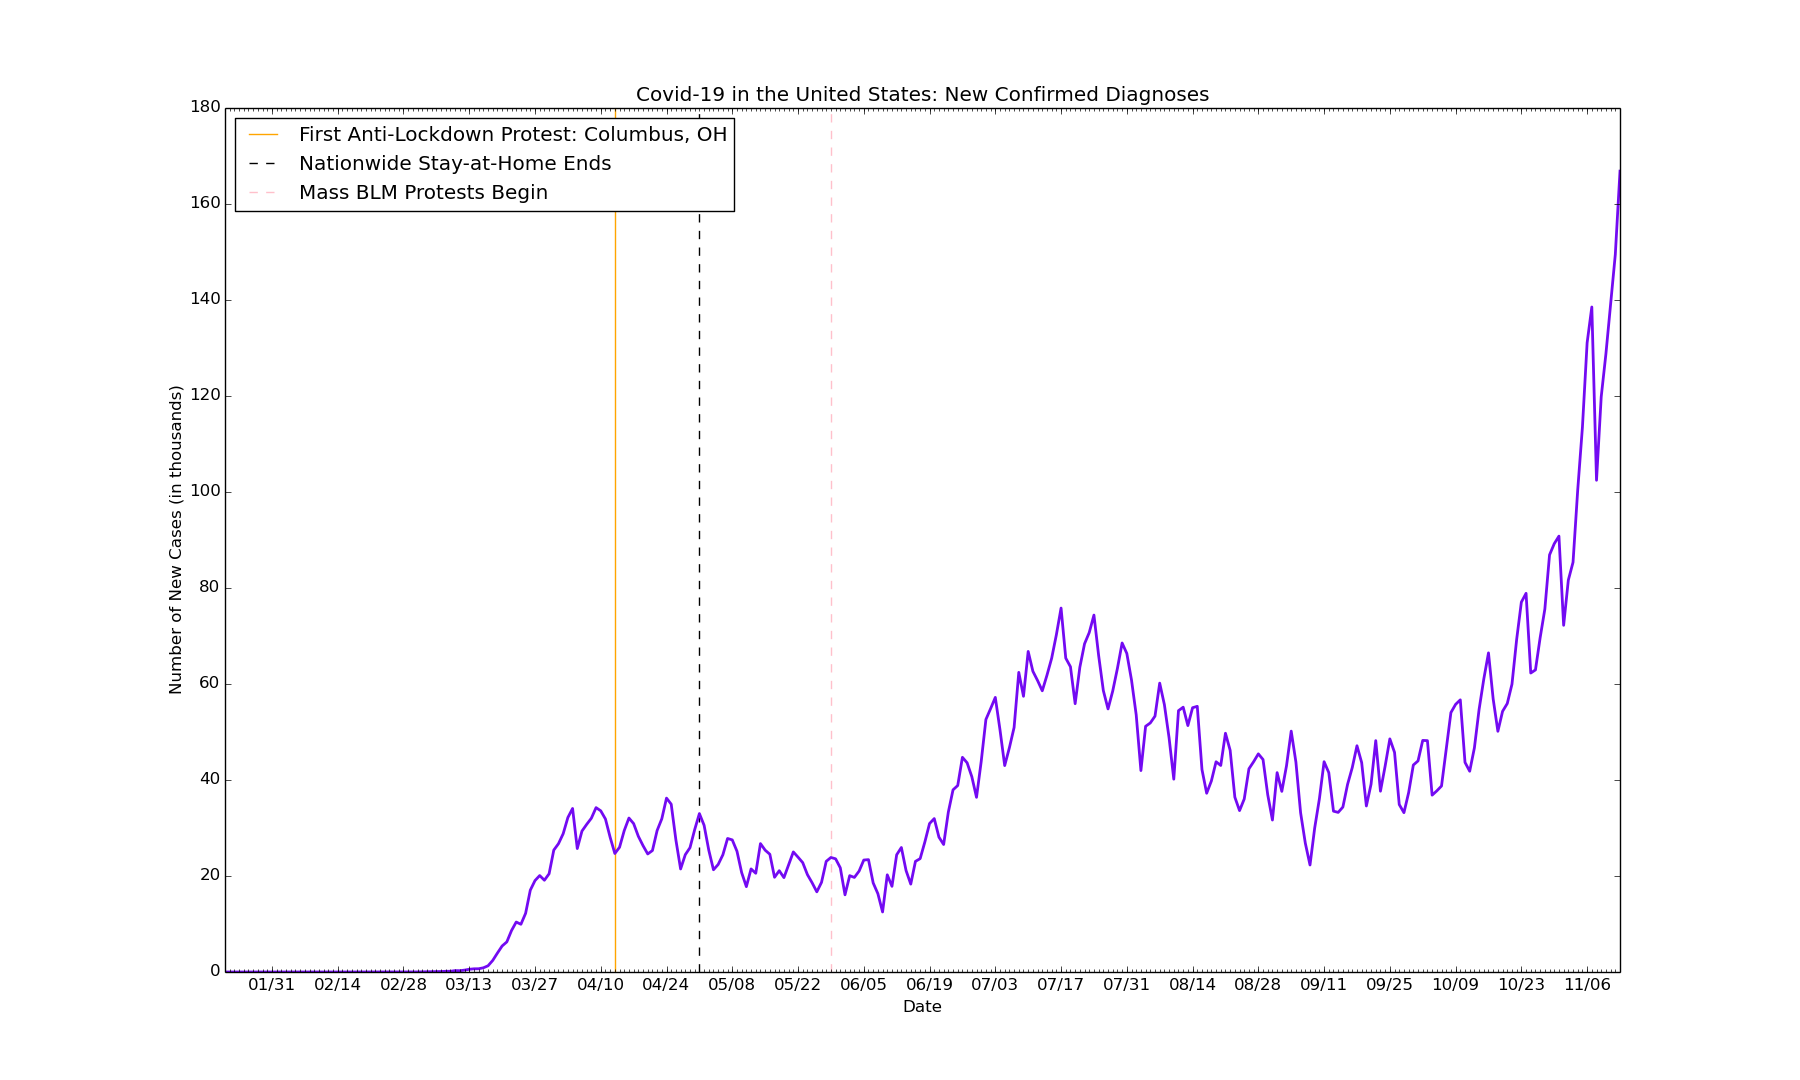 Covid-19 in the United States: New Confirmed Diagnoses
First Anti-Lockdown Protest: Columbus, OH
Nationwide Stay-at-Home Ends
Mass BLM Protests Begin
180
160
140
120
100
80
60
40
20
0
Number of New Cases (in thousands)
01/31 02/14 02/28 03/13 03/27 04/10 04/24 05/08 05/22 06/05 06/19 07/03 07/17 07/31 08/14 08/28 09/11 09/25 10/09 10/23 11/06
Date